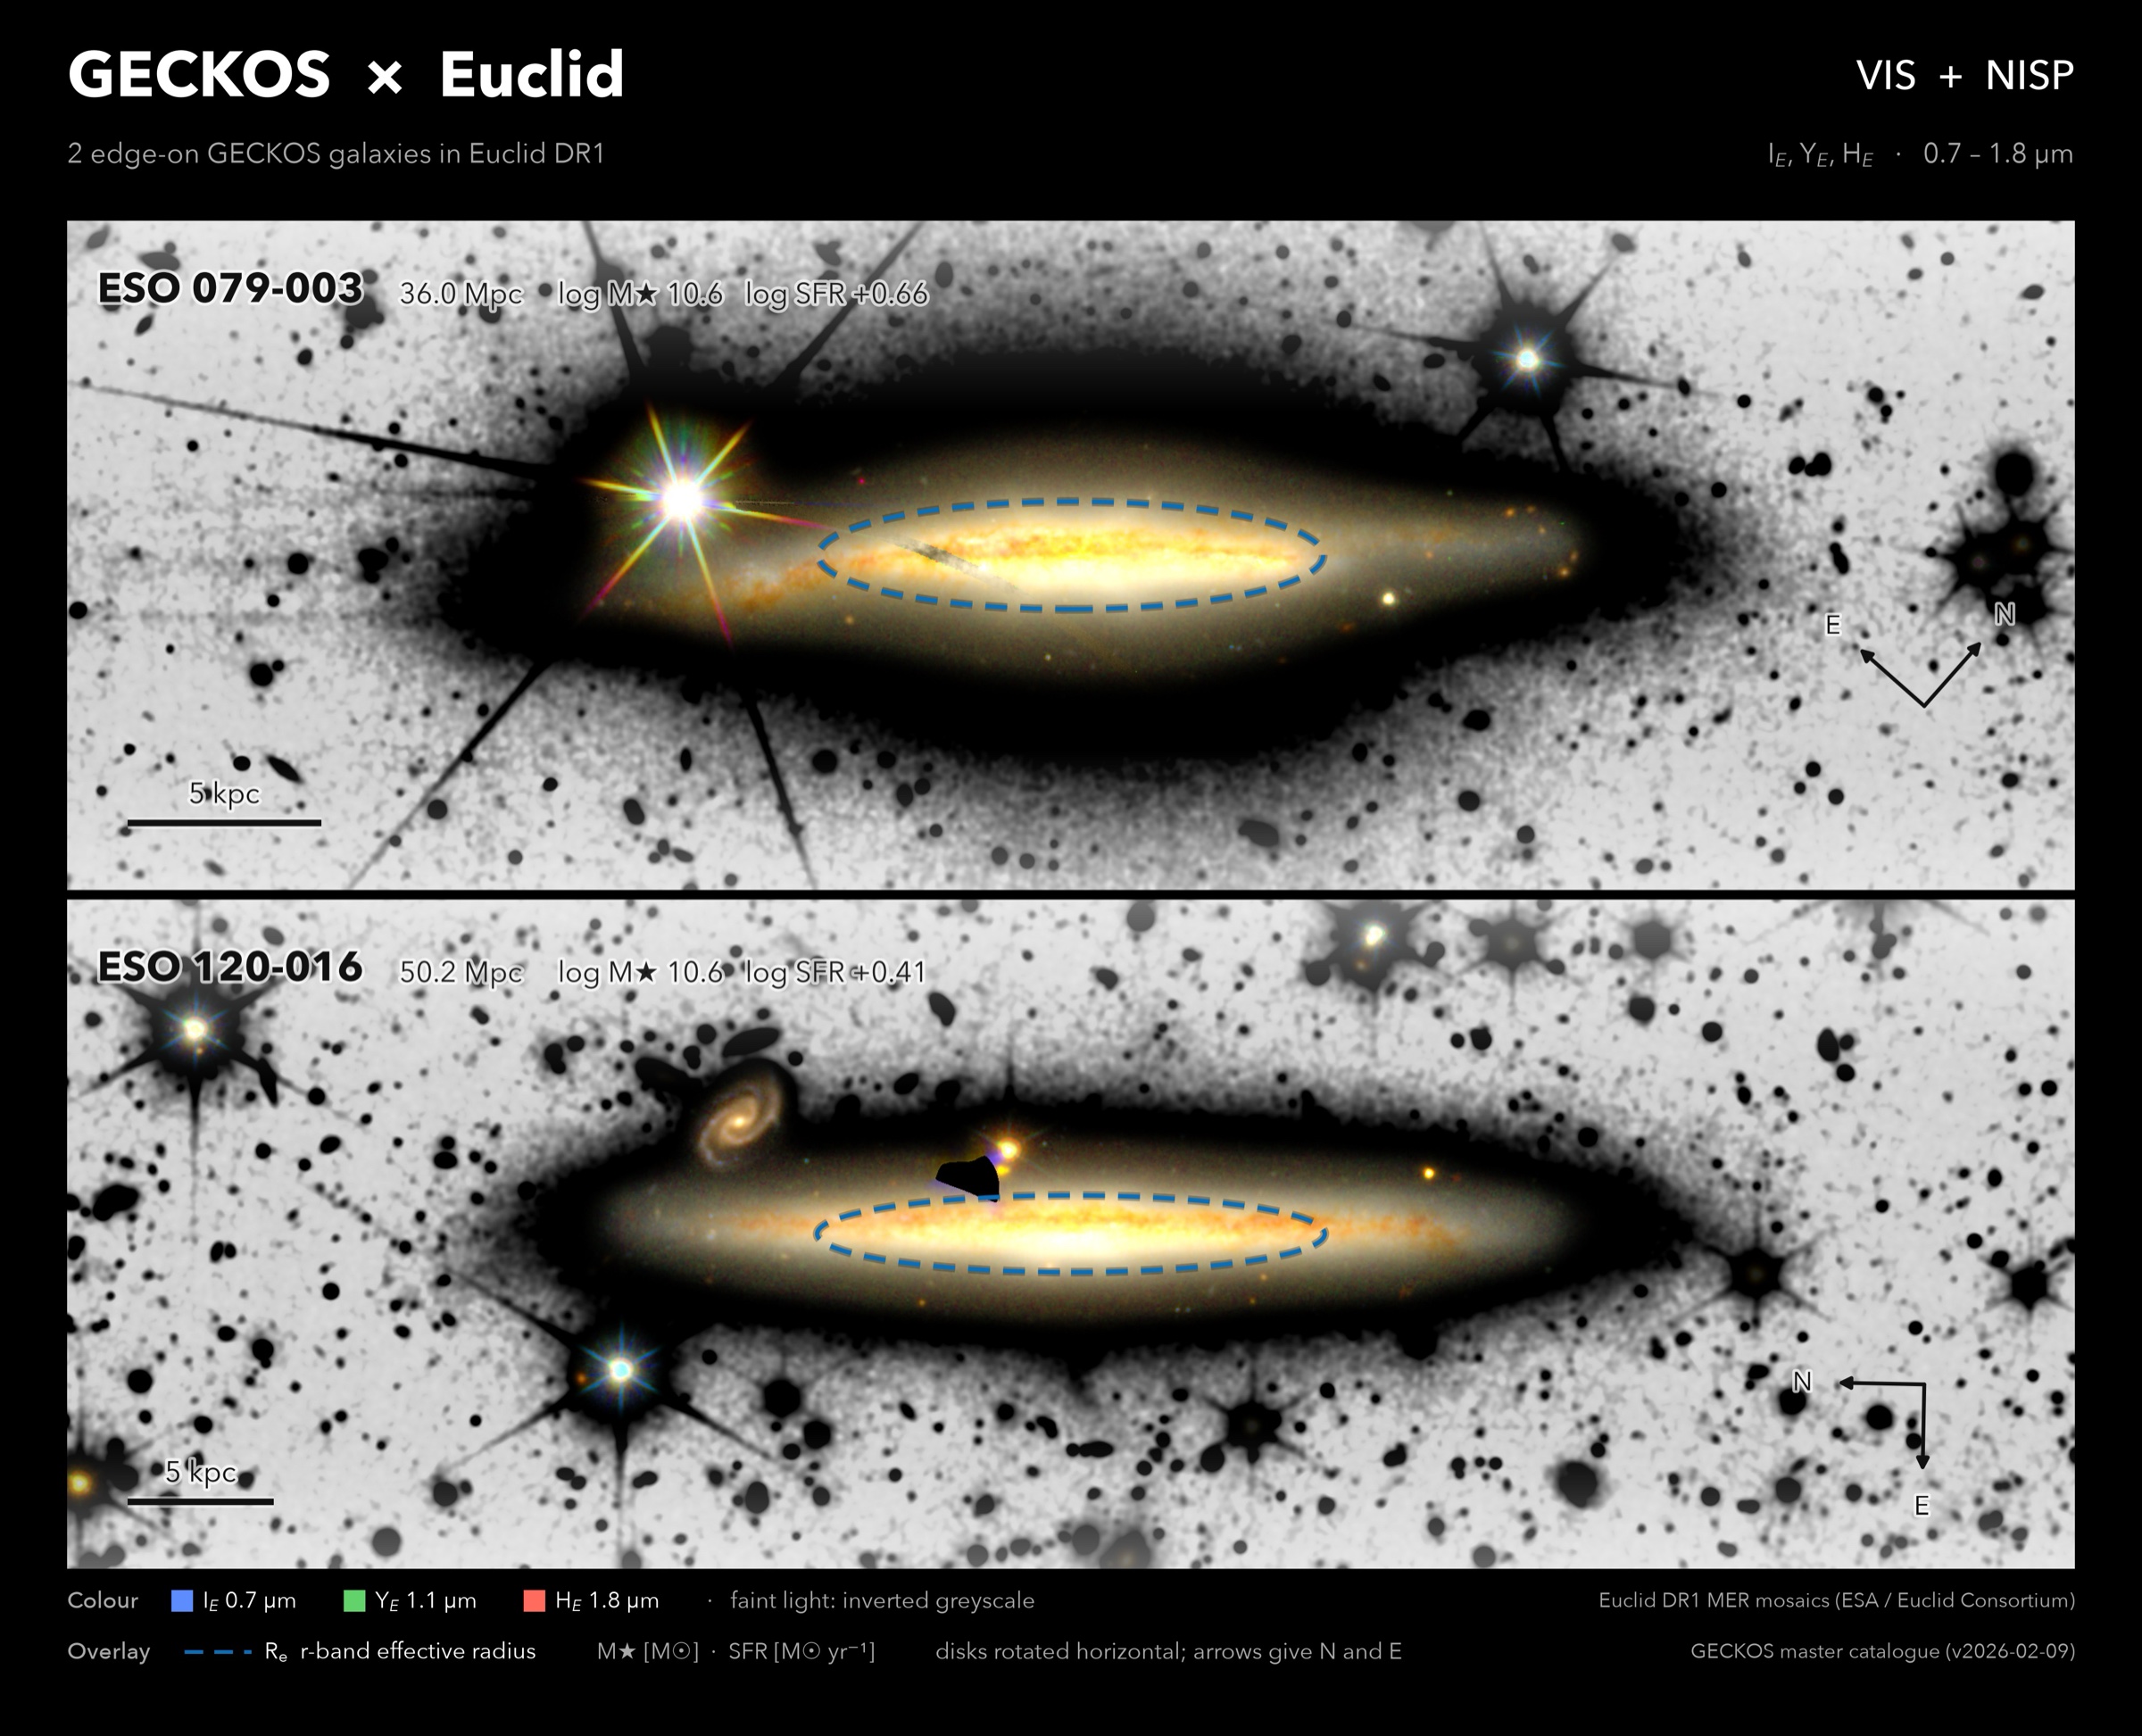 GECKOS × Euclid
VIS + NISP
2 edge-on GECKOS galaxies in Euclid DR1
I_E, Y_E, H_E · 0.7 – 1.8 µm
ESO 079-003 36.0 Mpc log M★ 10.6 log SFR +0.66
E
N
5 kpc
ESO 120-016 50.2 Mpc log M★ 10.6 log SFR +0.41
N
5 kpc
E
Colour I_E 0.7 µm Y_E 1.1 µm H_E 1.8 µm · faint light: inverted greyscale
Euclid DR1 MER mosaics (ESA / Euclid Consortium)
Overlay Rₑ r-band effective radius M★ [M☉] · SFR [M☉ yr⁻¹] disks rotated horizontal; arrows give N and E
GECKOS master catalogue (v2026-02-09)